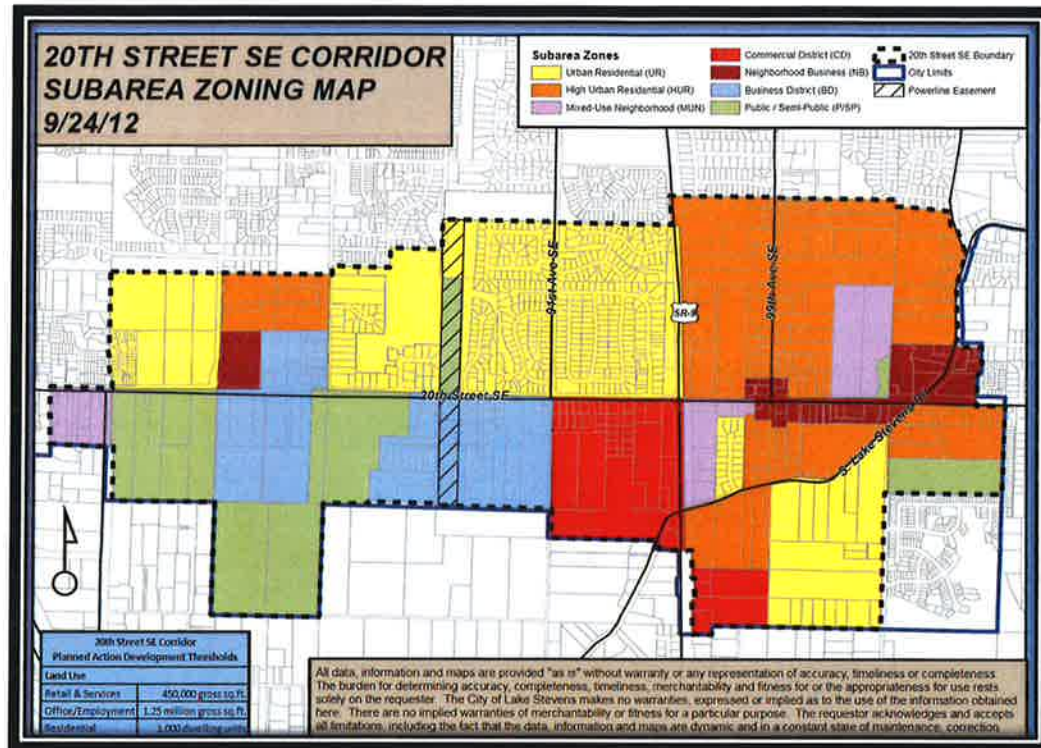 20TH STREET SE CORRIDOR
SUBAREA ZONING MAP
9/24/12
Subarea Zones
Urban Residential (UR)
High Urban Residential (HUR)
Mixed-Use Neighborhood (MUN)
Commercial District (CD)
Neighborhood Business (NB)
Business District (BD)
Public / Semi-Public (P/SP)
20th Street SE Boundary
City Limits
Powerline Easement
91st Ave SE
99th Ave SE
SR-9
20th Street SE
S. Lake Stevens
20th Street SE Corridor
Planned Action Development Thresholds
Land Use
Retail & Services 450,000 gross sq.ft.
Office/Employment 1.25 million gross sq.ft.
Residential 1,000 dwelling units
All data, information and maps are provided "as is" without warranty or any representation of accuracy, timeliness or completeness.
The burden for determining accuracy, completeness, timeliness, merchantability and fitness for or the appropriateness for use rests
solely on the requester. The City of Lake Stevens makes no warranties, expressed or implied as to the use of the information obtained
here. There are no implied warranties of merchantability or fitness for a particular purpose. The requestor acknowledges and accepts
all limitations, including the fact that the data, information and maps are dynamic and in a constant state of maintenance, correction